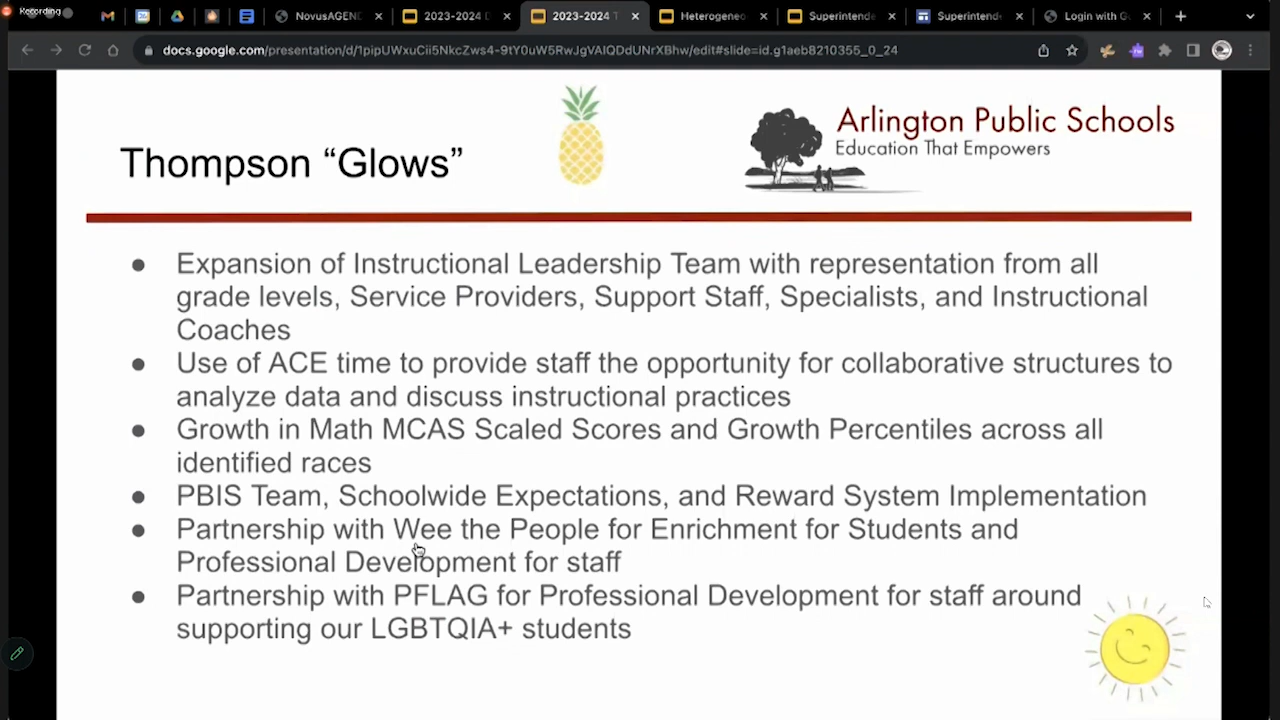 Recording
NovusAGEND
2023-2024 D
2023-2024 T
Heterogeneo
Superintende
Superintende
Login with Go
docs.google.com/presentation/d/1pipUWxuCii5NkcZws4-9tY0uW5RwJgVAIQDdUNrXBhw/edit#slide=id.g1aeb8210355_0_24
Arlington Public Schools
Education That Empowers
Thompson “Glows”
● Expansion of Instructional Leadership Team with representation from all
grade levels, Service Providers, Support Staff, Specialists, and Instructional
Coaches
● Use of ACE time to provide staff the opportunity for collaborative structures to
analyze data and discuss instructional practices
● Growth in Math MCAS Scaled Scores and Growth Percentiles across all
identified races
● PBIS Team, Schoolwide Expectations, and Reward System Implementation
● Partnership with Wee the People for Enrichment for Students and
Professional Development for staff
● Partnership with PFLAG for Professional Development for staff around
supporting our LGBTQIA+ students